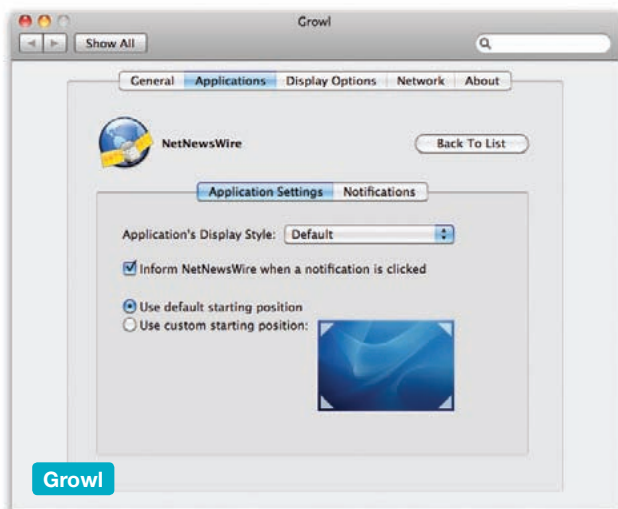 Growl
Show All
General Applications Display Options Network About
NetNewsWire
Back To List
Application Settings Notifications
Application's Display Style: Default
Inform NetNewsWire when a notification is clicked
Use default starting position
Use custom starting position:
Growl